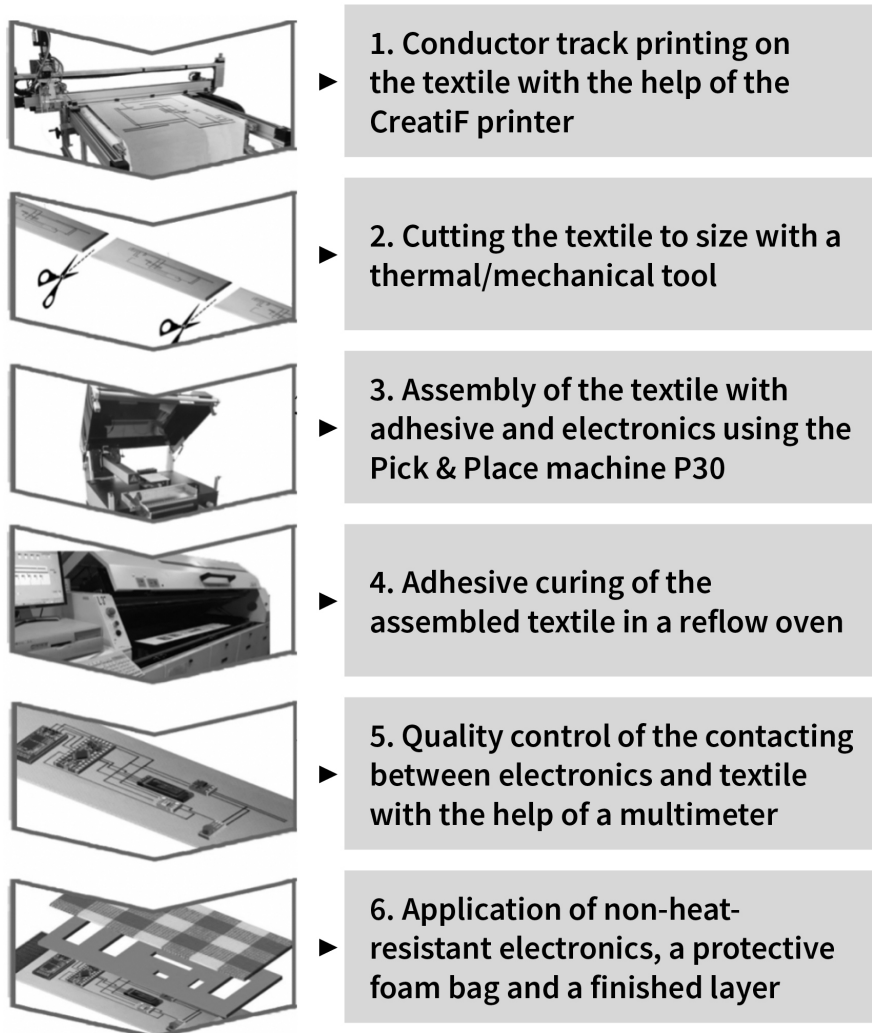 1. Conductor track printing on
the textile with the help of the
CreatiF printer
2. Cutting the textile to size with a
thermal/mechanical tool
3. Assembly of the textile with
adhesive and electronics using the
Pick & Place machine P30
4. Adhesive curing of the
assembled textile in a reflow oven
5. Quality control of the contacting
between electronics and textile
with the help of a multimeter
6. Application of non-heat-
resistant electronics, a protective
foam bag and a finished layer